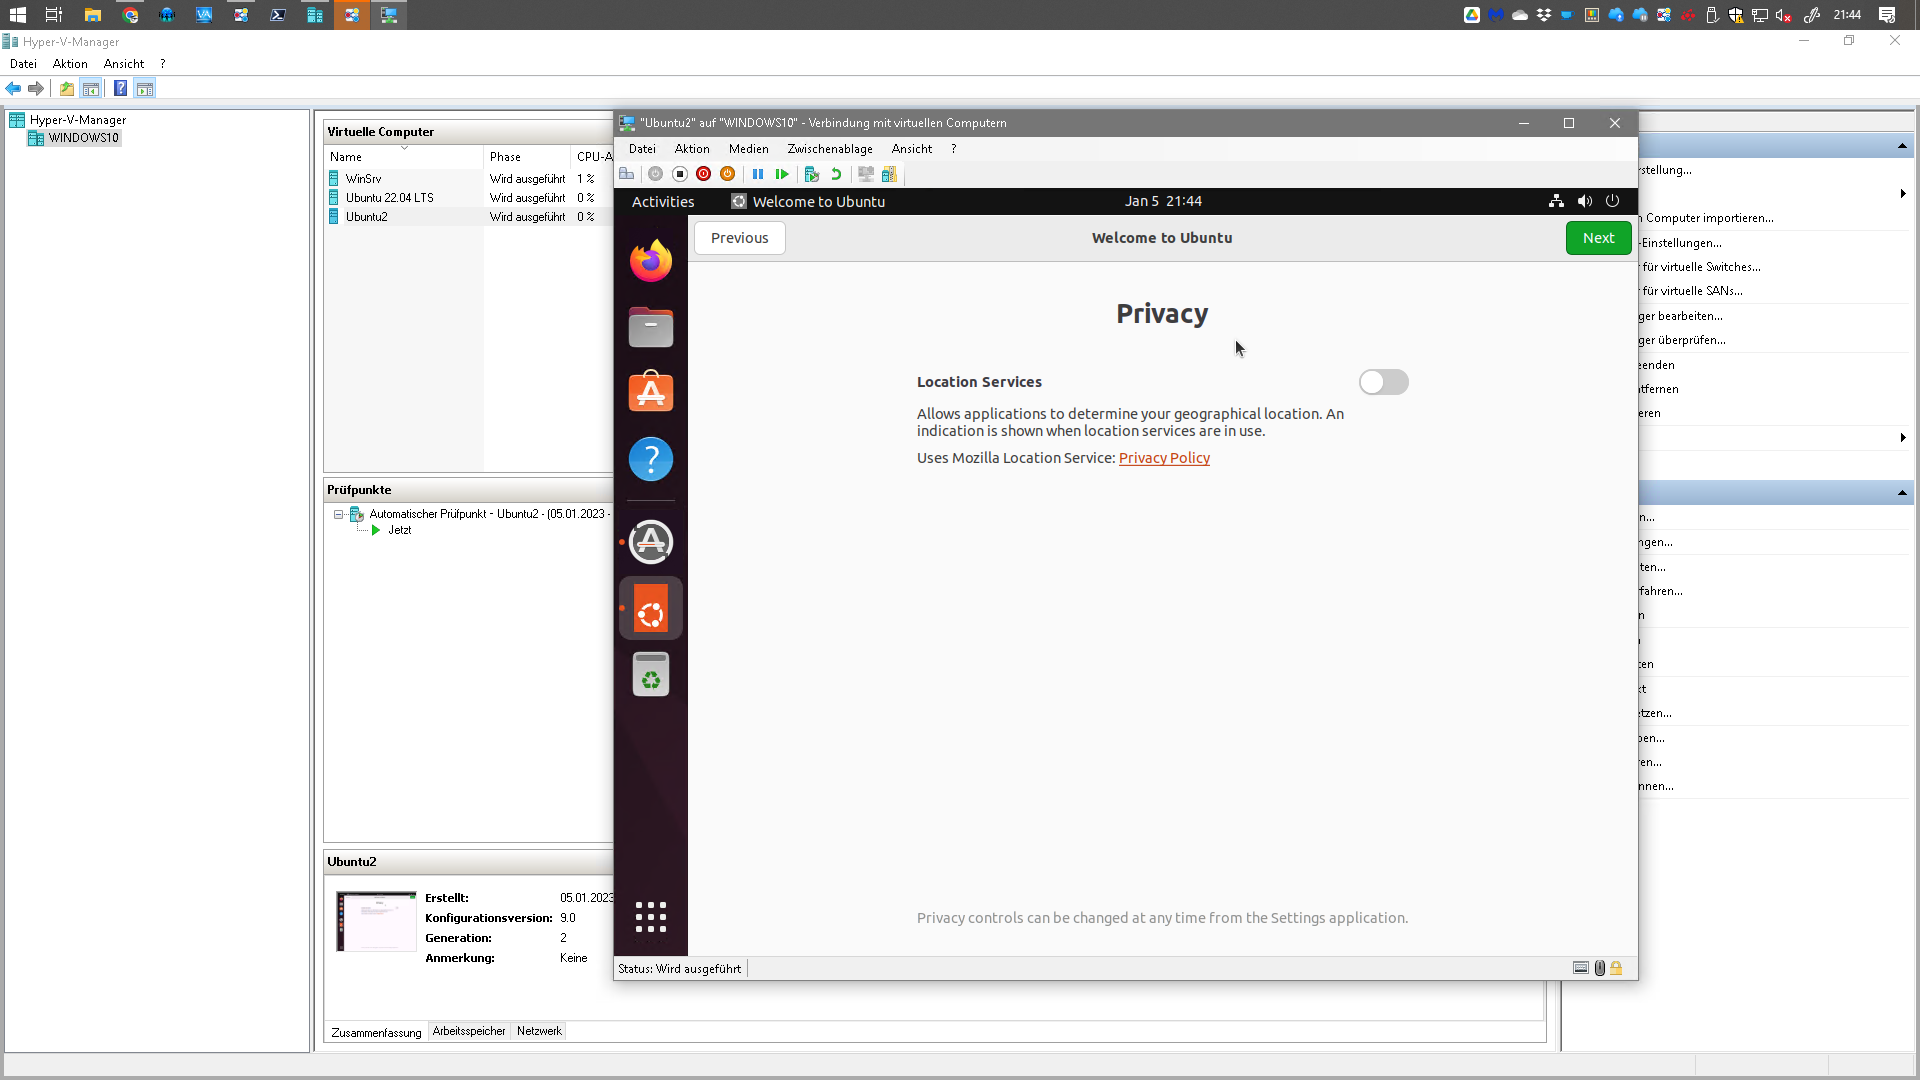 21:44
Hyper-V-Manager
Datei Aktion Ansicht ?
Hyper-V-Manager
WINDOWS10
Virtuelle Computer
Name Phase CPU-A
WinSrv Wird ausgeführt 1 %
Ubuntu 22.04 LTS Wird ausgeführt 0 %
Ubuntu2 Wird ausgeführt 0 %
Prüfpunkte
Automatischer Prüfpunkt - Ubuntu2 - (05.01.2023 -
Jetzt
Ubuntu2
Erstellt: 05.01.2023
Konfigurationsversion: 9.0
Generation: 2
Anmerkung: Keine
Zusammenfassung Arbeitsspeicher Netzwerk
"Ubuntu2" auf "WINDOWS10" - Verbindung mit virtuellen Computern
Datei Aktion Medien Zwischenablage Ansicht ?
Activities Welcome to Ubuntu Jan 5 21:44
Previous Welcome to Ubuntu Next
Privacy
Location Services
Allows applications to determine your geographical location. An
indication is shown when location services are in use.
Uses Mozilla Location Service: Privacy Policy
Privacy controls can be changed at any time from the Settings application.
Status: Wird ausgeführt
rstellung...
Computer importieren...
-Einstellungen...
für virtuelle Switches...
für virtuelle SANs...
ger bearbeiten...
ger überprüfen...
eenden
tfernen
eren
n...
ngen...
ten...
rfahren...
n
ten
kt
etzen...
ben...
ren...
nnen...